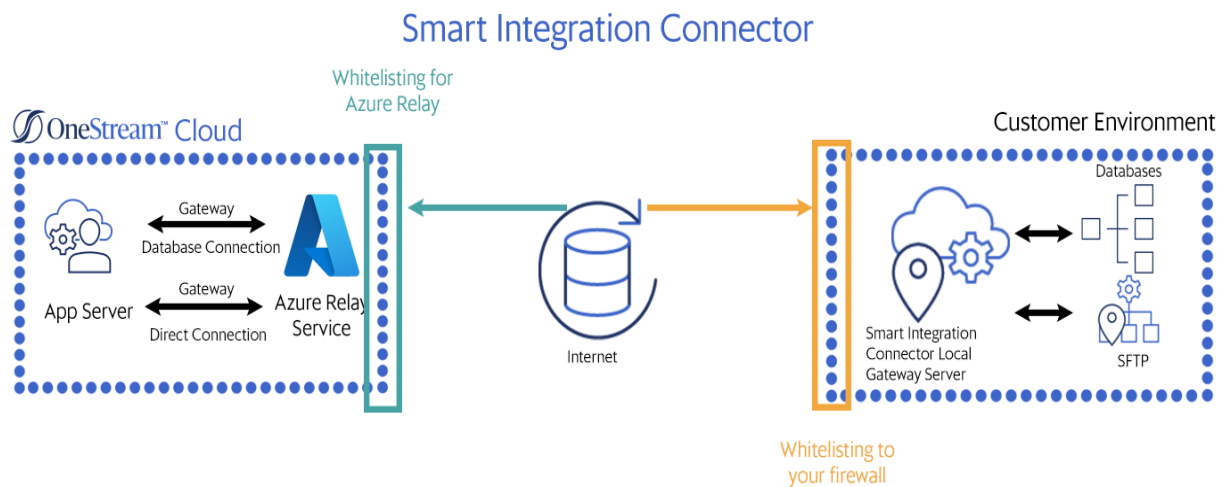 Smart Integration Connector
Whitelisting for
Azure Relay
OneStream™ Cloud
Customer Environment
Gateway
Database Connection
App Server
Gateway
Direct Connection
Azure Relay
Service
Internet
Databases
Smart Integration
Connector Local
Gateway Server
SFTP
Whitelisting to
your firewall